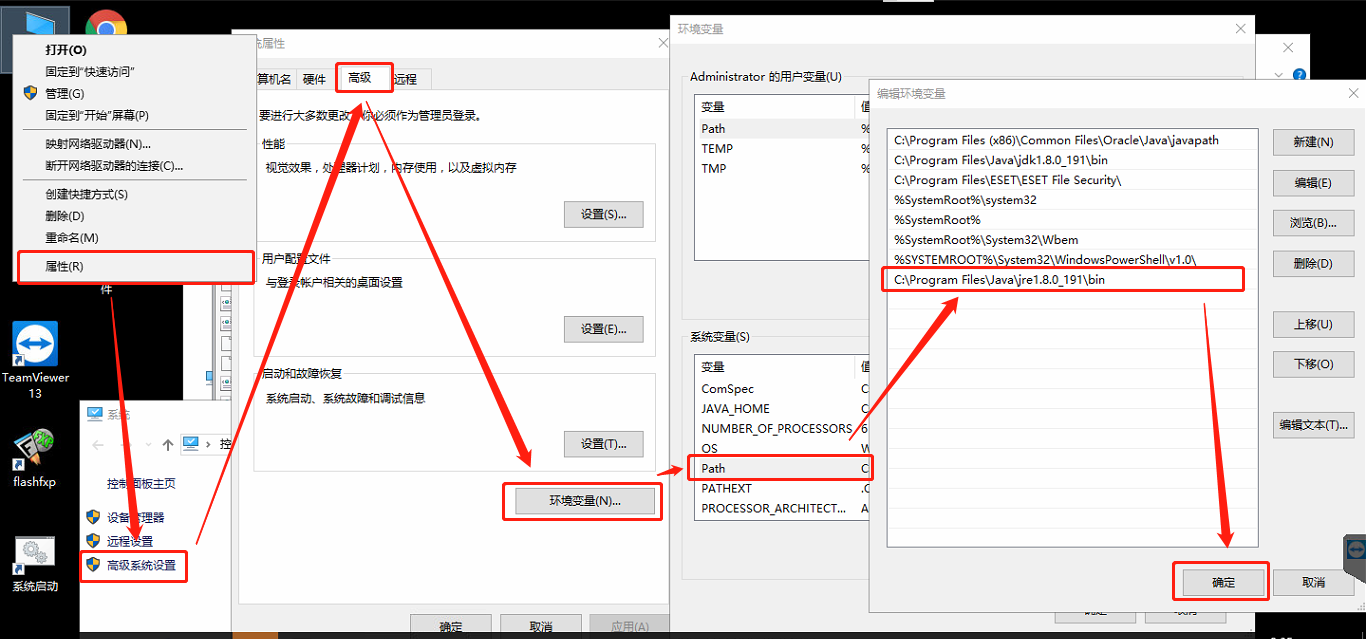 打开(O)
固定到"快速访问"
管理(G)
固定到"开始"屏幕(P)
映射网络驱动器(N)...
断开网络驱动器的连接(C)...
创建快捷方式(S)
删除(D)
重命名(M)
属性(R)
件
TeamViewer
13
flashfxp
系统启动
系统
控
控制面板主页
设备管理器
远程设置
高级系统设置
统属性
算机名
硬件
高级
远程
要进行大多数更改，你必须作为管理员登录。
性能
视觉效果，处理器计划，内存使用，以及虚拟内存
设置(S)...
用户配置文件
与登录帐户相关的桌面设置
设置(E)...
启动和故障恢复
系统启动、系统故障和调试信息
设置(T)...
环境变量(N)...
确定
取消
应用(A)
环境变量
Administrator 的用户变量(U)
变量
值
Path
%
TEMP
%
TMP
%
系统变量(S)
变量
值
ComSpec
C
JAVA_HOME
C
NUMBER_OF_PROCESSORS
6
OS
W
Path
C
PATHEXT
.C
PROCESSOR_ARCHITECT...
A
确定
取消
编辑环境变量
C:\Program Files (x86)\Common Files\Oracle\Java\javapath
C:\Program Files\Java\jdk1.8.0_191\bin
C:\Program Files\ESET\ESET File Security\
%SystemRoot%\system32
%SystemRoot%
%SystemRoot%\System32\Wbem
%SYSTEMROOT%\System32\WindowsPowerShell\v1.0\
C:\Program Files\Java\jre1.8.0_191\bin
新建(N)
编辑(E)
浏览(B)...
删除(D)
上移(U)
下移(O)
编辑文本(T)...
确定
取消